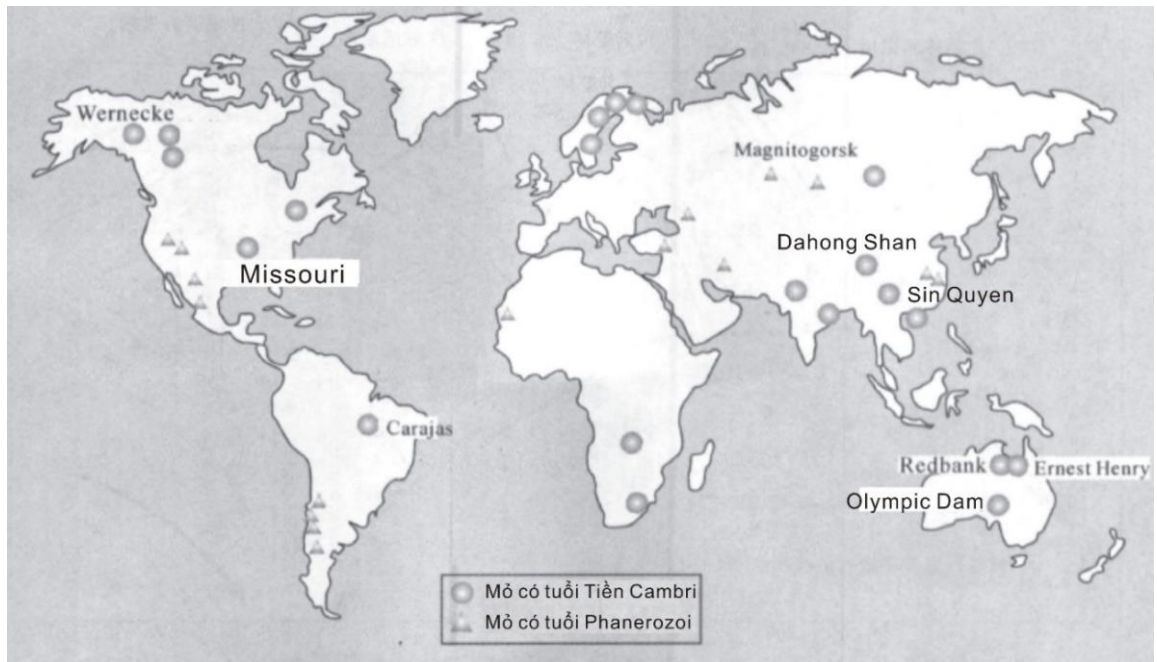 Wernecke
Magnitogorsk
Dahong Shan
Missouri
Sin Quyen
Carajas
Redbank
Ernest Henry
Olympic Dam
Mỏ có tuổi Tiền Cambri
Mỏ có tuổi Phanerozoi